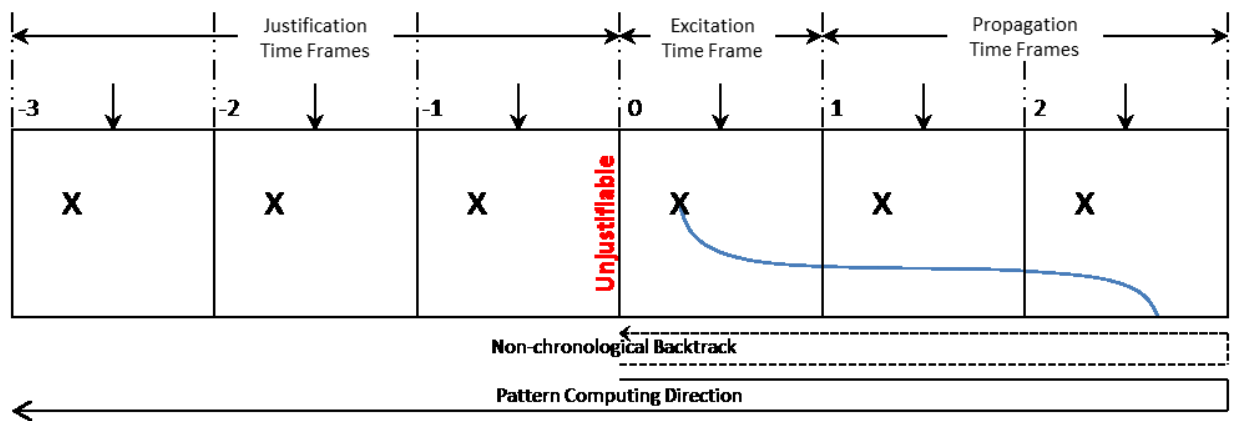 Justification
Time Frames
Excitation
Time Frame
Propagation
Time Frames
-3
-2
-1
0
1
2
X
X
X
Unjustifiable
X
X
X
Non-chronological Backtrack
Pattern Computing Direction